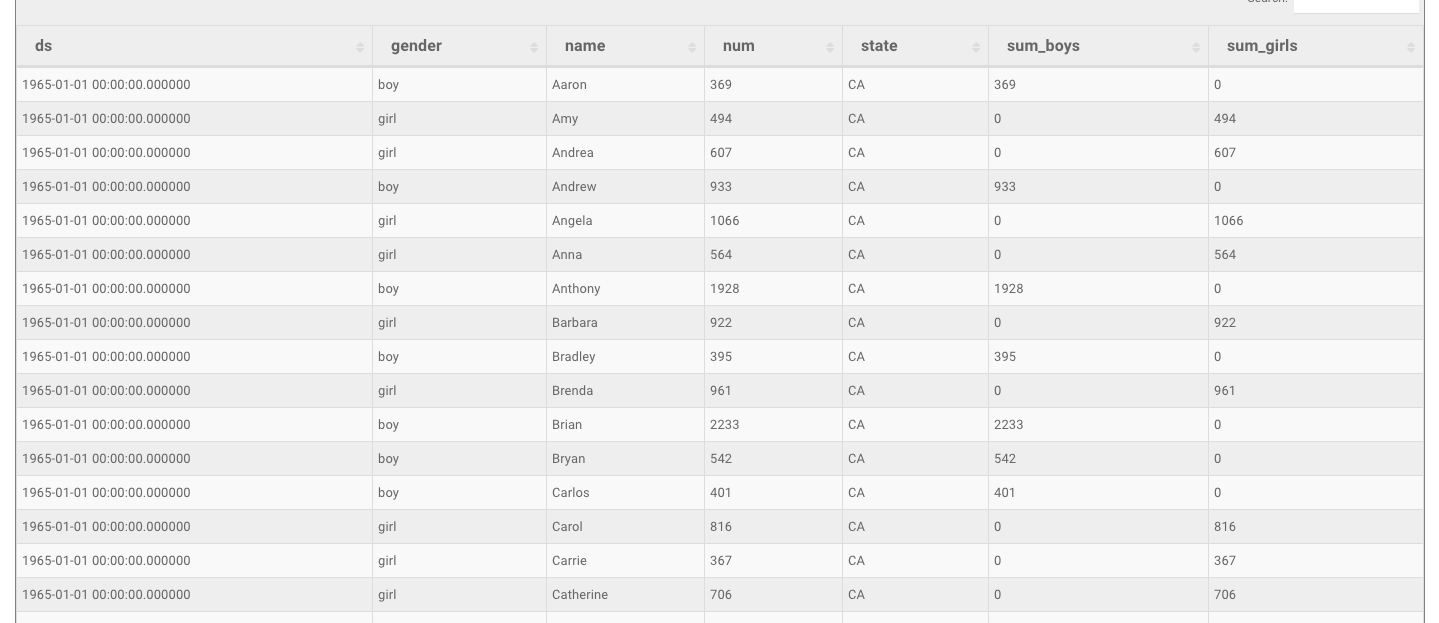 Search:
ds gender name num state sum_boys sum_girls
1965-01-01 00:00:00.000000 boy Aaron 369 CA 369 0
1965-01-01 00:00:00.000000 girl Amy 494 CA 0 494
1965-01-01 00:00:00.000000 girl Andrea 607 CA 0 607
1965-01-01 00:00:00.000000 boy Andrew 933 CA 933 0
1965-01-01 00:00:00.000000 girl Angela 1066 CA 0 1066
1965-01-01 00:00:00.000000 girl Anna 564 CA 0 564
1965-01-01 00:00:00.000000 boy Anthony 1928 CA 1928 0
1965-01-01 00:00:00.000000 girl Barbara 922 CA 0 922
1965-01-01 00:00:00.000000 boy Bradley 395 CA 395 0
1965-01-01 00:00:00.000000 girl Brenda 961 CA 0 961
1965-01-01 00:00:00.000000 boy Brian 2233 CA 2233 0
1965-01-01 00:00:00.000000 boy Bryan 542 CA 542 0
1965-01-01 00:00:00.000000 boy Carlos 401 CA 401 0
1965-01-01 00:00:00.000000 girl Carol 816 CA 0 816
1965-01-01 00:00:00.000000 girl Carrie 367 CA 0 367
1965-01-01 00:00:00.000000 girl Catherine 706 CA 0 706